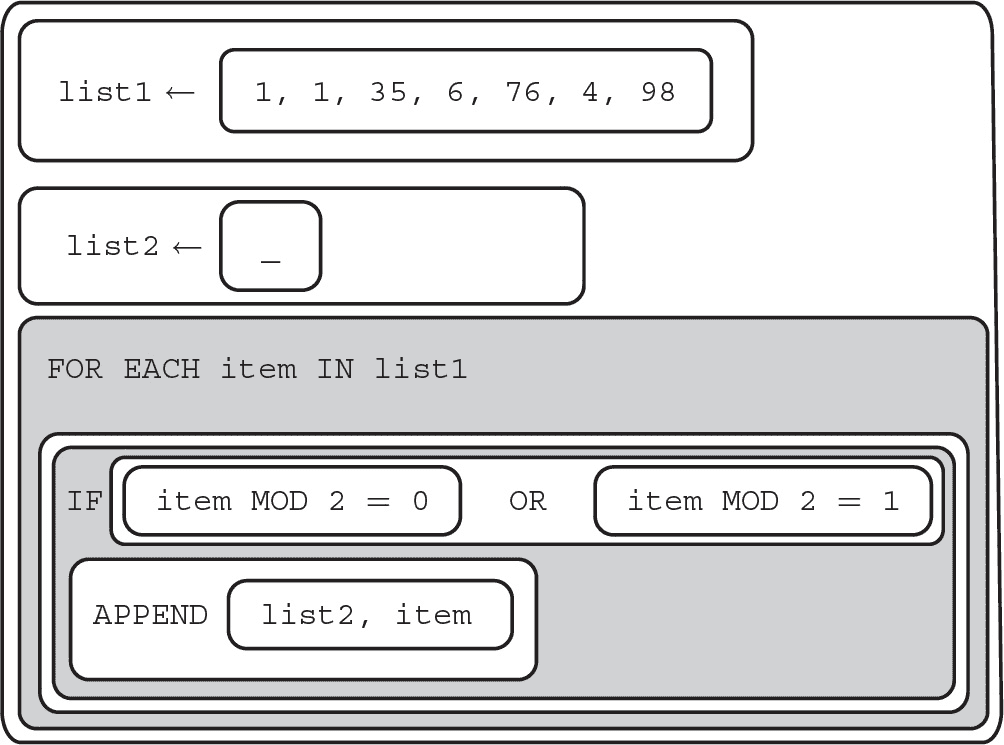 list1 ← 1, 1, 35, 6, 76, 4, 98
list2 ← _
FOR EACH item IN list1
IF item MOD 2 = 0 OR item MOD 2 = 1
APPEND list2, item